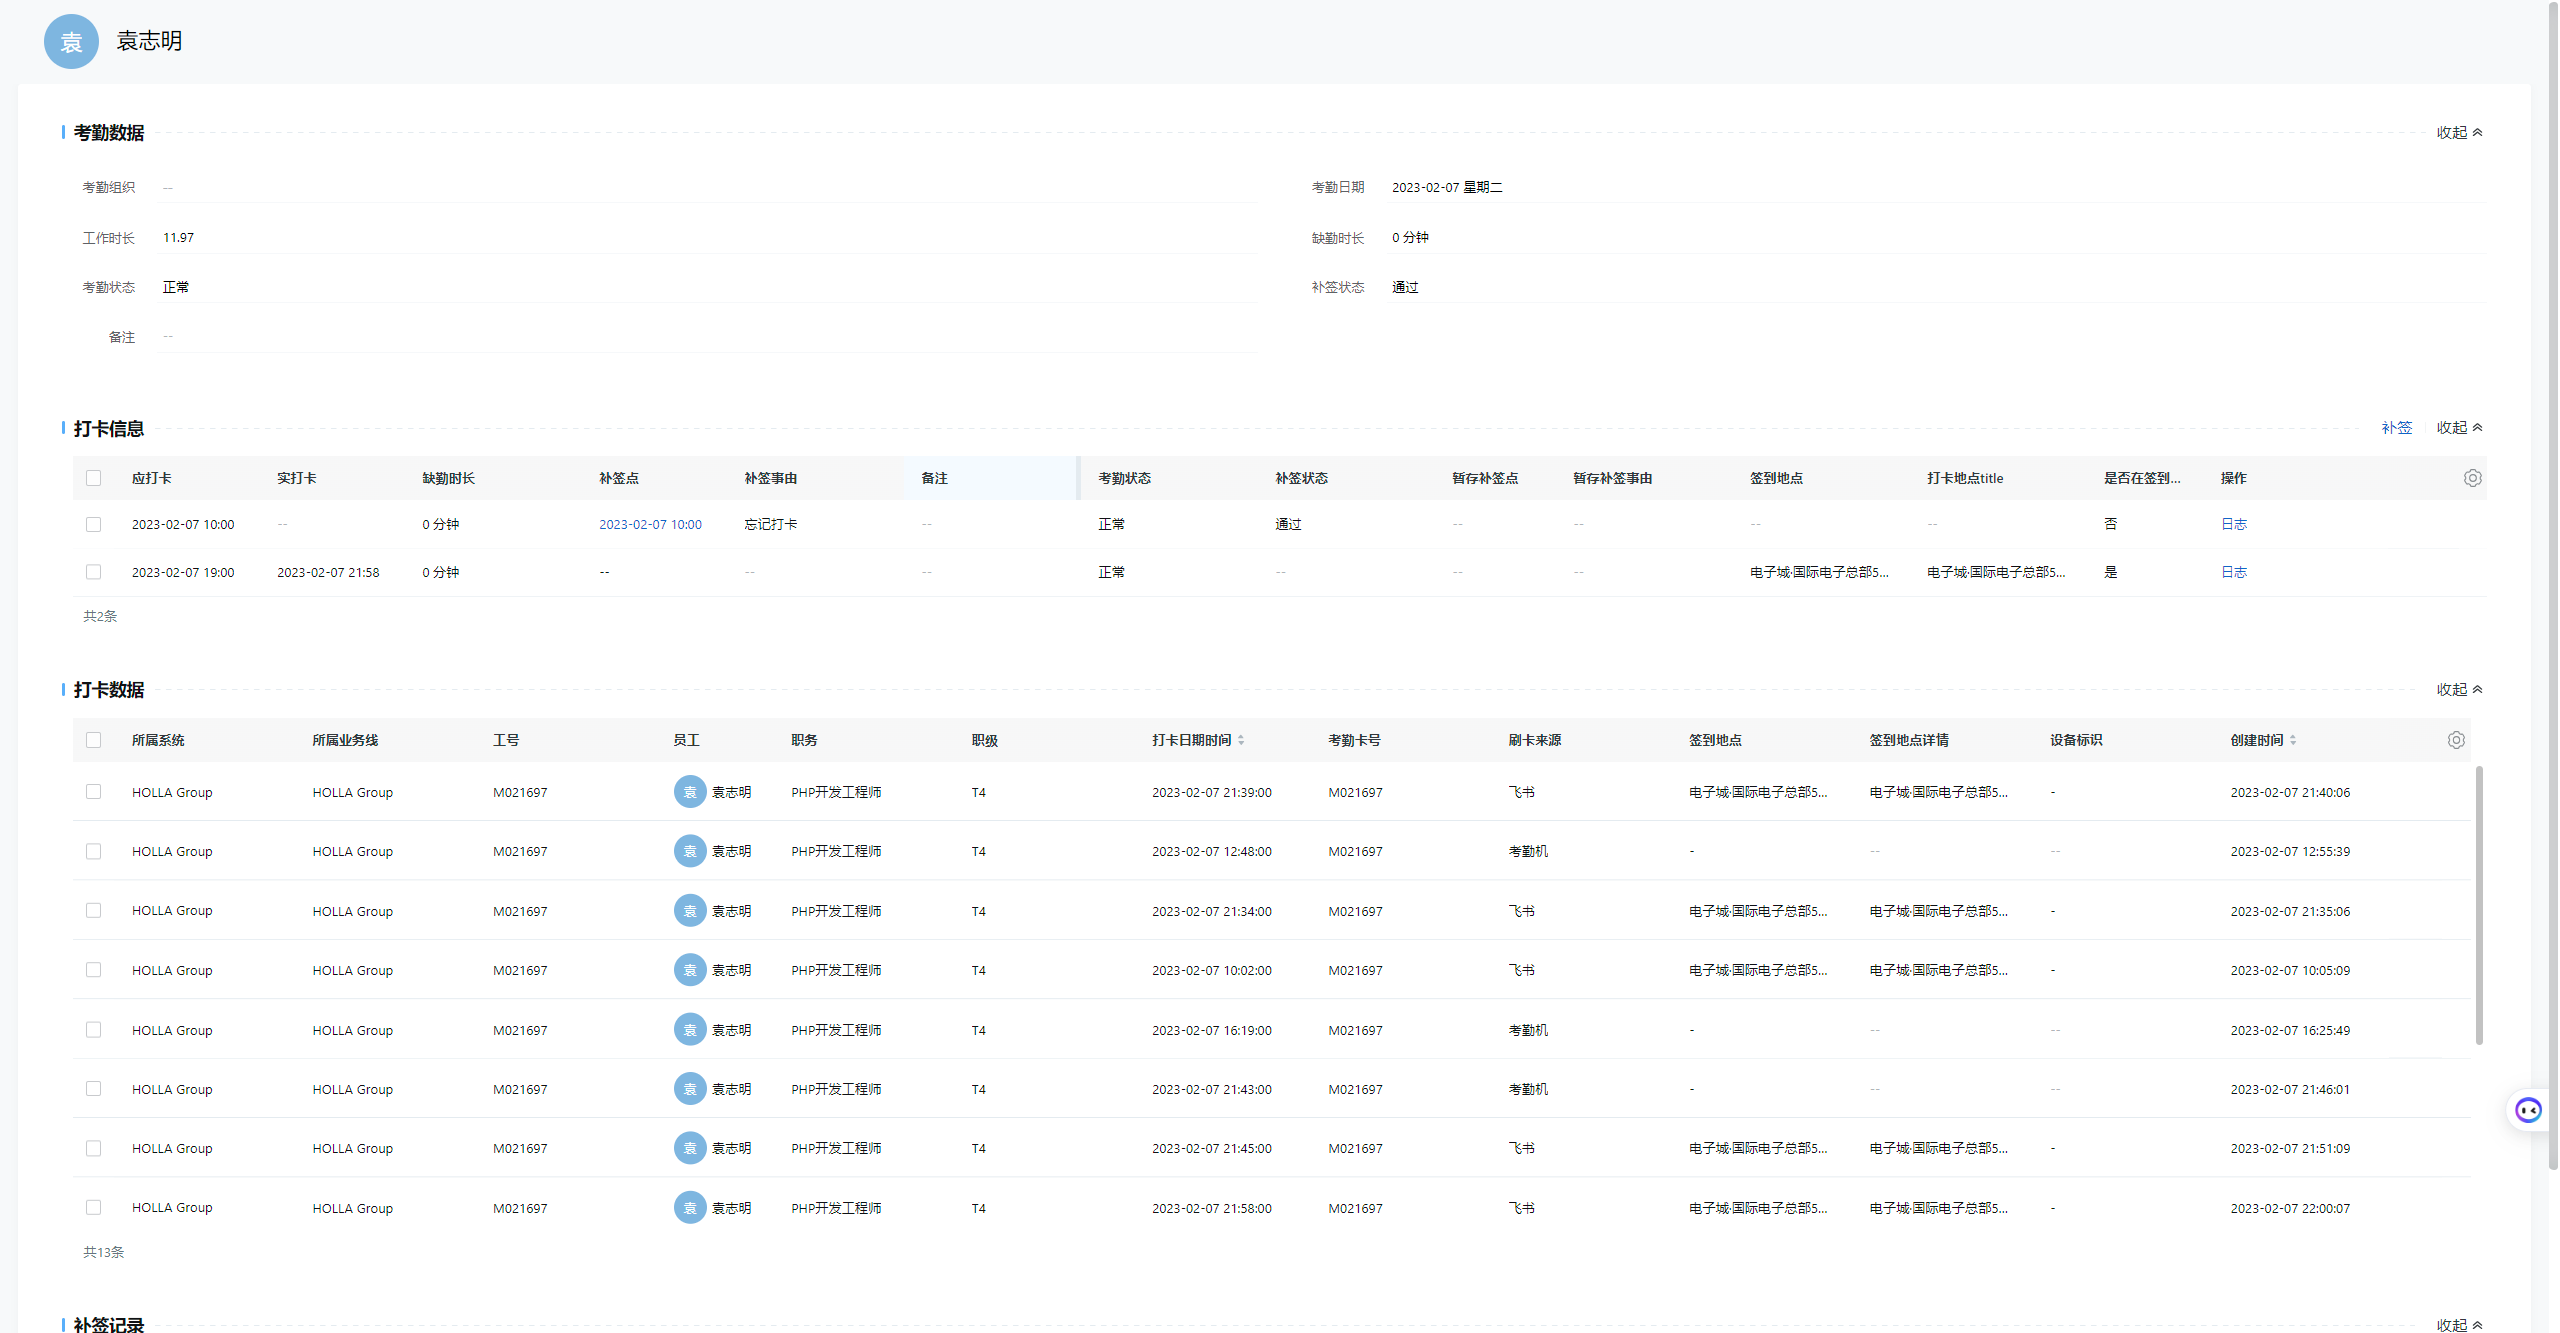 袁 袁志明
考勤数据 收起
考勤组织 -- 考勤日期 2023-02-07 星期二
工作时长 11.97 缺勤时长 0 分钟
考勤状态 正常 补签状态 通过
备注 --
打卡信息 补签 收起
应打卡 实打卡 缺勤时长 补签点 补签事由 备注 考勤状态 补签状态 暂存补签点 暂存补签事由 签到地点 打卡地点title 是否在签到... 操作
2023-02-07 10:00 -- 0 分钟 2023-02-07 10:00 忘记打卡 -- 正常 通过 -- -- -- -- 否 日志
2023-02-07 19:00 2023-02-07 21:58 0 分钟 -- -- -- 正常 -- -- -- 电子城·国际电子总部5... 电子城·国际电子总部5... 是 日志
共2条
打卡数据 收起
所属系统 所属业务线 工号 员工 职务 职级 打卡日期时间 考勤卡号 刷卡来源 签到地点 签到地点详情 设备标识 创建时间
HOLLA Group HOLLA Group M021697 袁 袁志明 PHP开发工程师 T4 2023-02-07 21:39:00 M021697 飞书 电子城·国际电子总部5... 电子城·国际电子总部5... - 2023-02-07 21:40:06
HOLLA Group HOLLA Group M021697 袁 袁志明 PHP开发工程师 T4 2023-02-07 12:48:00 M021697 考勤机 - -- -- 2023-02-07 12:55:39
HOLLA Group HOLLA Group M021697 袁 袁志明 PHP开发工程师 T4 2023-02-07 21:34:00 M021697 飞书 电子城·国际电子总部5... 电子城·国际电子总部5... - 2023-02-07 21:35:06
HOLLA Group HOLLA Group M021697 袁 袁志明 PHP开发工程师 T4 2023-02-07 10:02:00 M021697 飞书 电子城·国际电子总部5... 电子城·国际电子总部5... - 2023-02-07 10:05:09
HOLLA Group HOLLA Group M021697 袁 袁志明 PHP开发工程师 T4 2023-02-07 16:19:00 M021697 考勤机 - -- -- 2023-02-07 16:25:49
HOLLA Group HOLLA Group M021697 袁 袁志明 PHP开发工程师 T4 2023-02-07 21:43:00 M021697 考勤机 - -- -- 2023-02-07 21:46:01
HOLLA Group HOLLA Group M021697 袁 袁志明 PHP开发工程师 T4 2023-02-07 21:45:00 M021697 飞书 电子城·国际电子总部5... 电子城·国际电子总部5... - 2023-02-07 21:51:09
HOLLA Group HOLLA Group M021697 袁 袁志明 PHP开发工程师 T4 2023-02-07 21:58:00 M021697 飞书 电子城·国际电子总部5... 电子城·国际电子总部5... - 2023-02-07 22:00:07
共13条
补签记录 收起